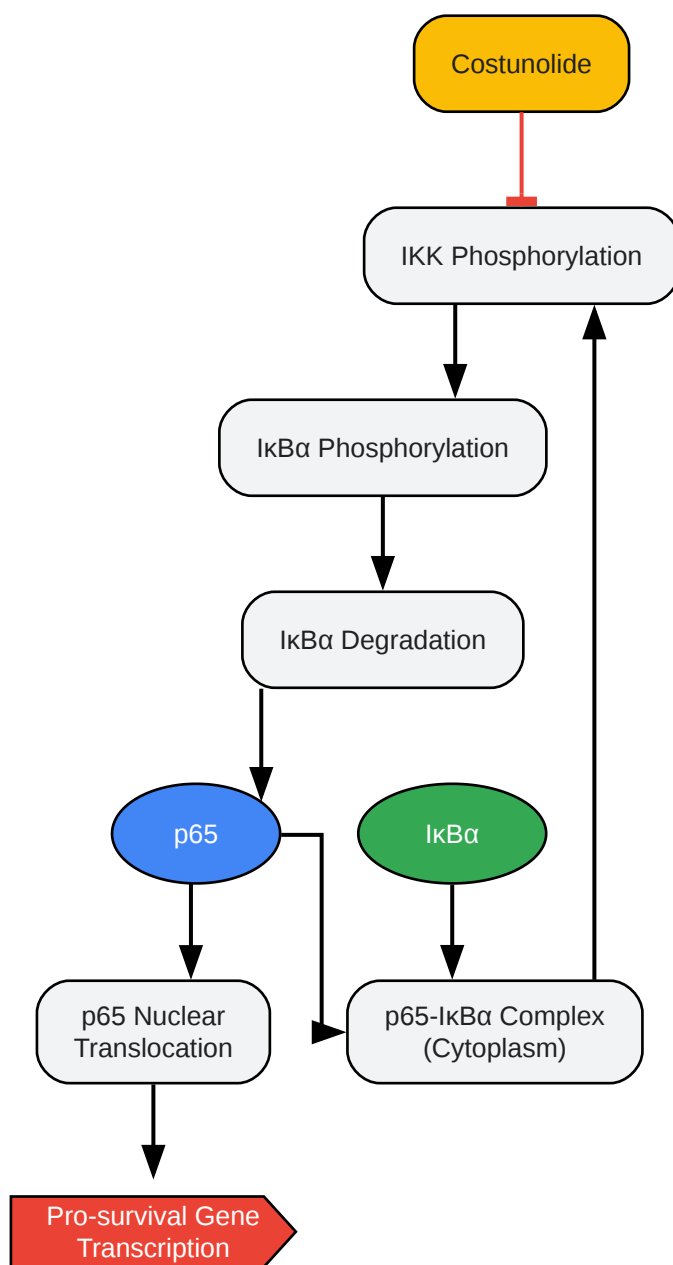 Costunolide
IKK Phosphorylation
IκBα Phosphorylation
IκBα Degradation
p65
IκBα
p65 Nuclear
Translocation
p65-IκBα Complex
(Cytoplasm)
Pro-survival Gene
Transcription